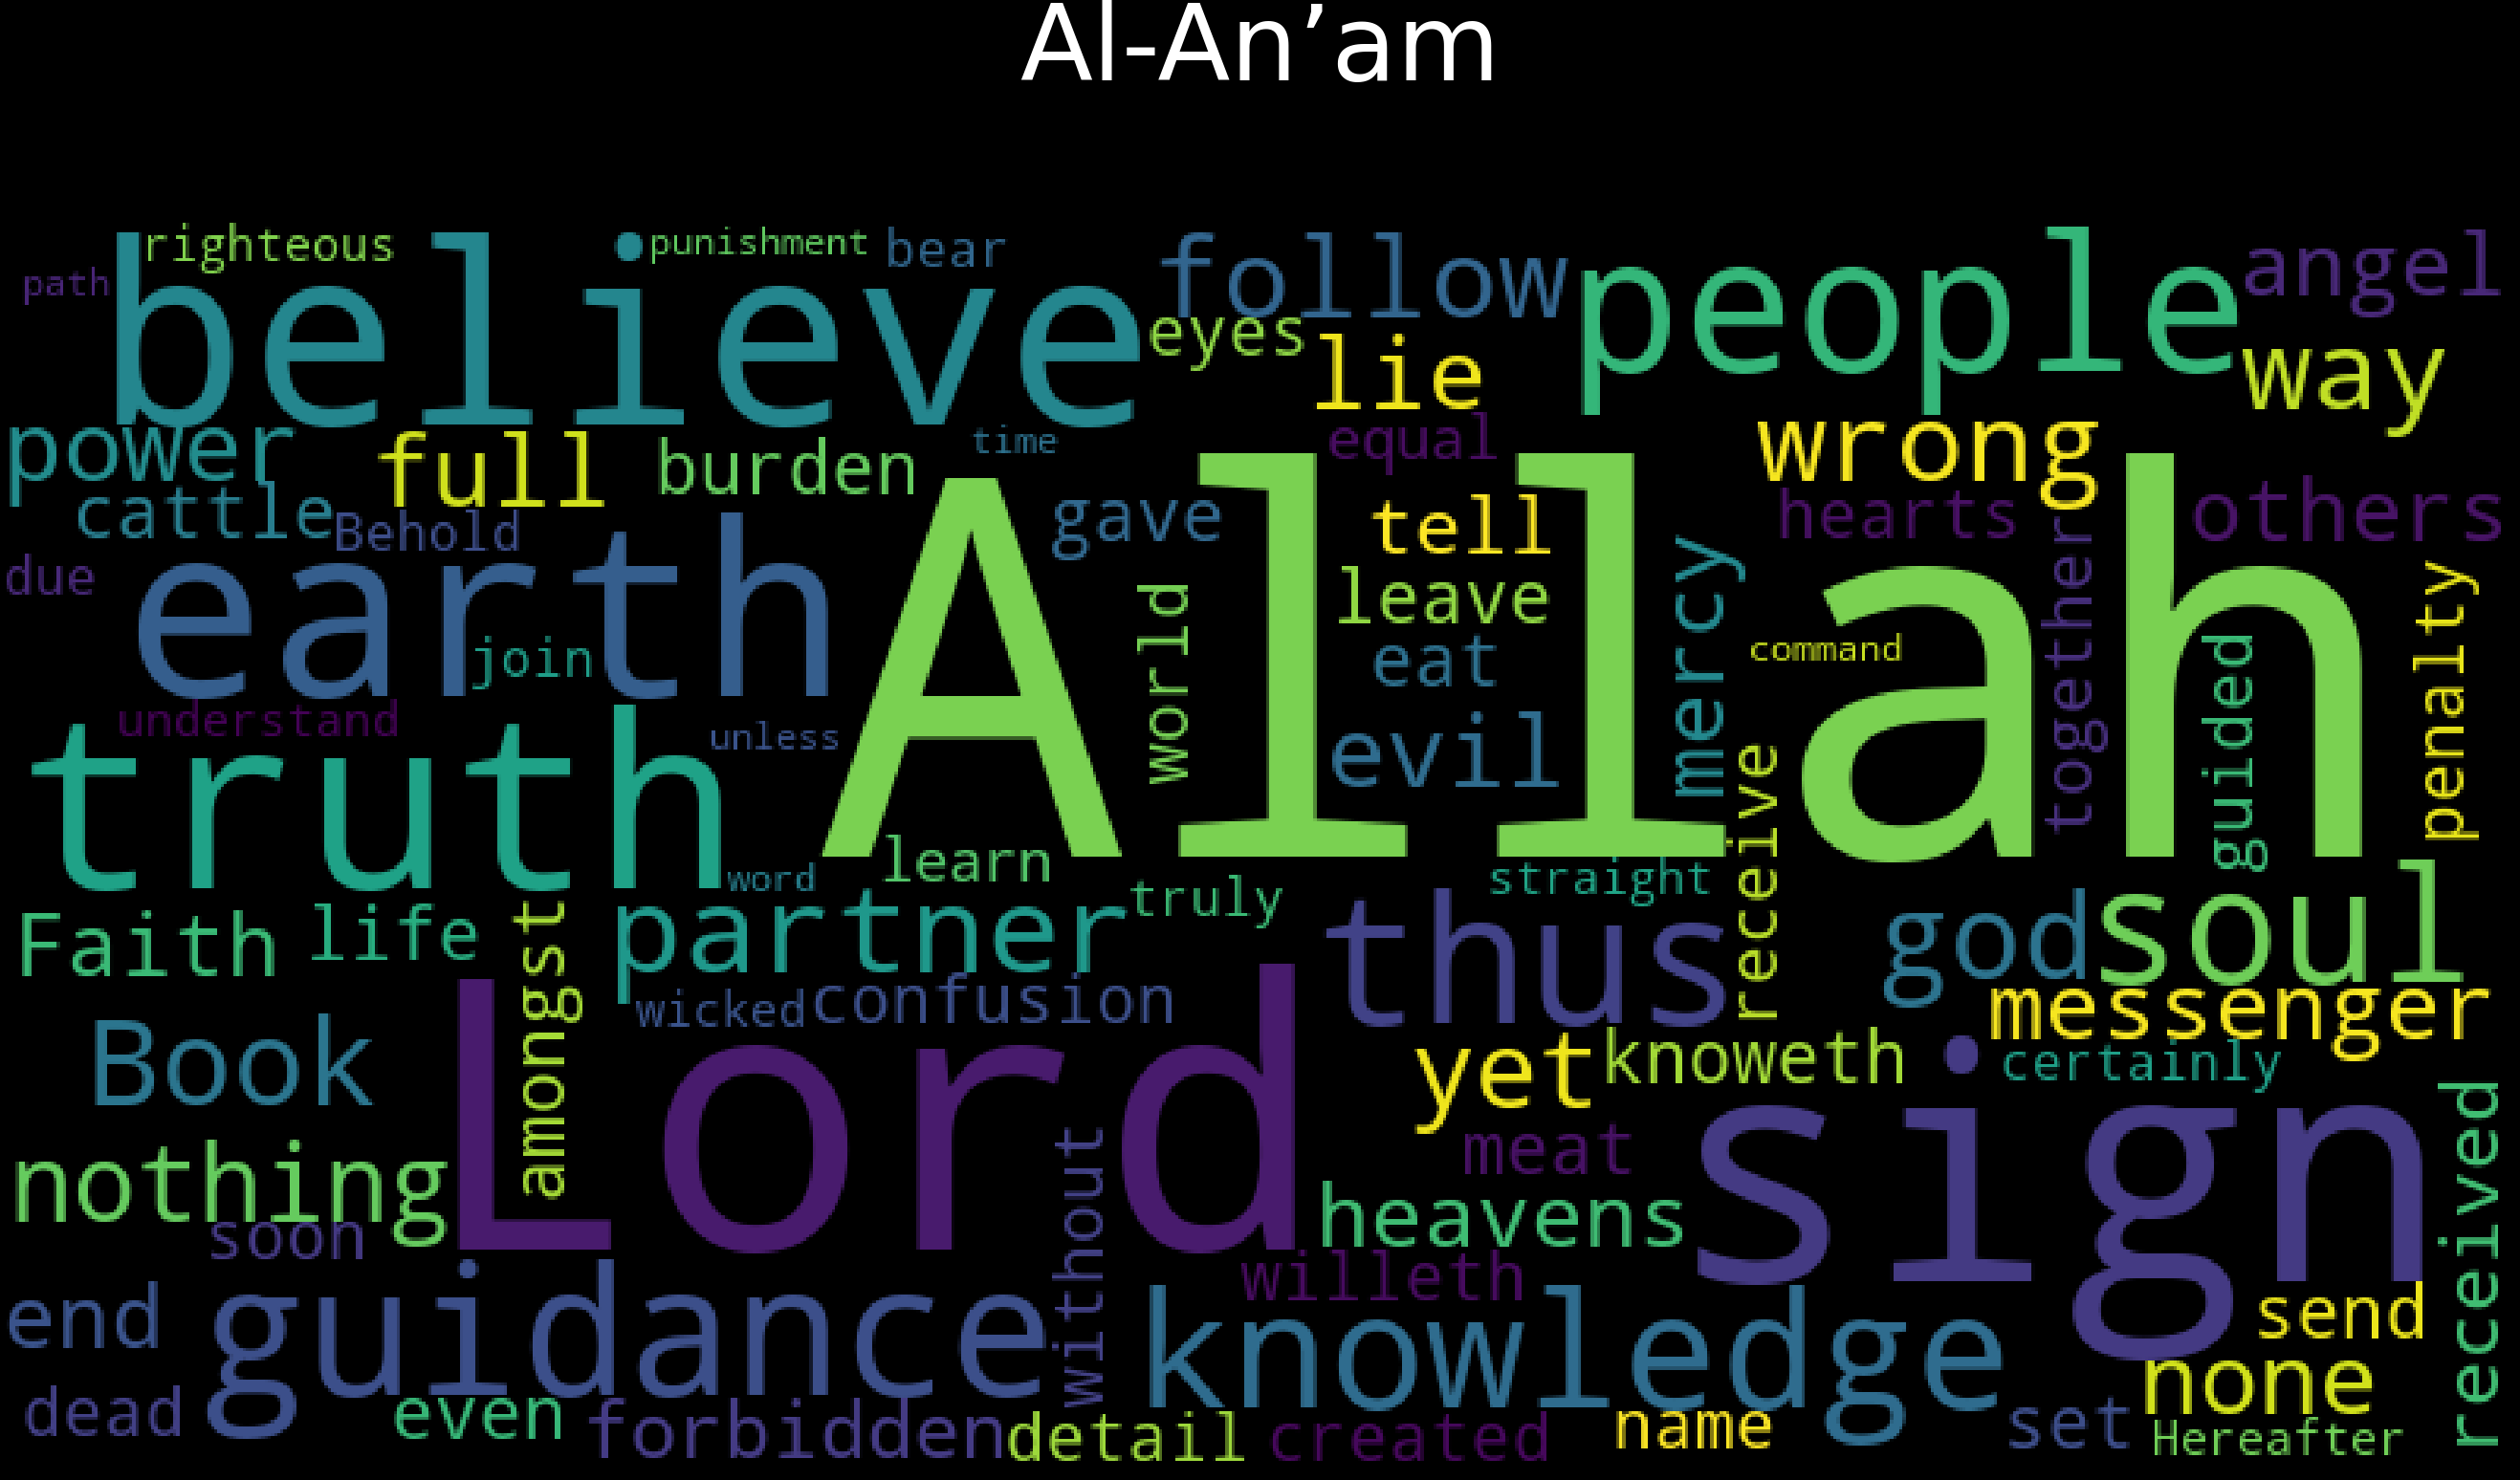 Al-An’am
righteous
punishment
bear
follow
people
angel
path
believe
eyes
lie
way
power
full
burden
time
equal
wrong
cattle
Behold
gave
tell
hearts
others
due
earth
join
world
leave
mercy
command
together
penalty
Allah
eat
guided
understand
unless
evil
truth
receive
word
learn
truly
straight
Faith
life
amongst
partner
thus
god
soul
wicked
confusion
messenger
Book
Lord
yet
knoweth
certainly
nothing
without
meat
sign
received
soon
heavens
willeth
end
guidance
knowledge
send
dead
even
forbidden
detail
created
name
set
none
Hereafter